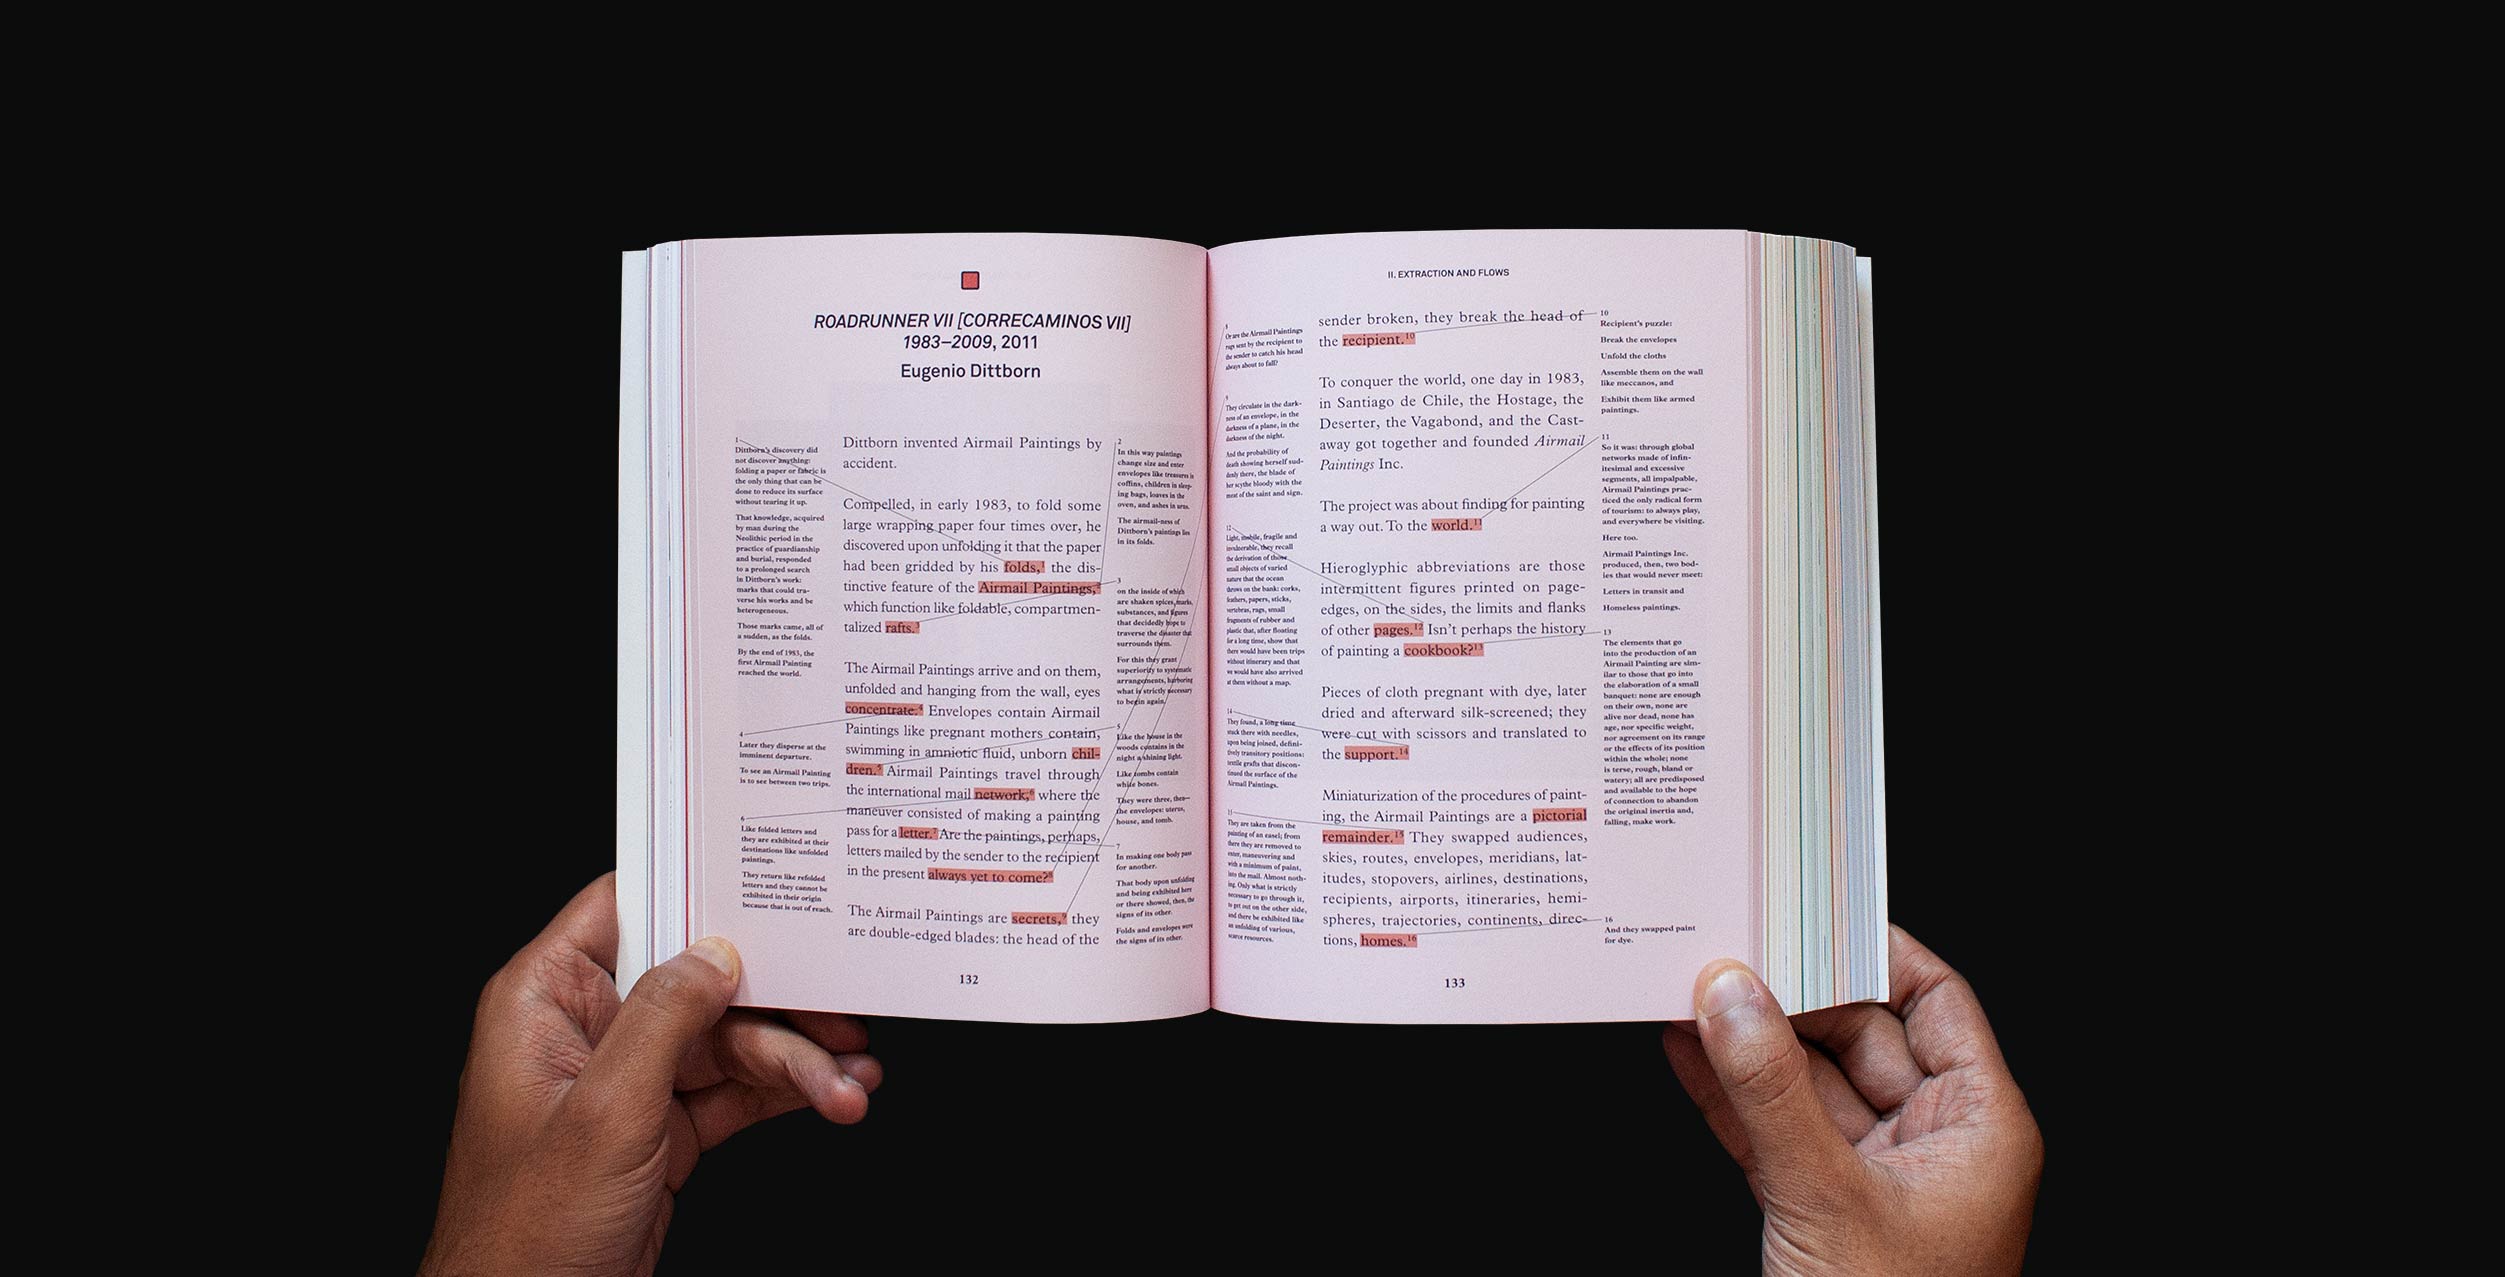 ROADRUNNER VII [CORRECAMINOS VII]
1983–2009, 2011
Eugenio Dittborn
Dittborn invented Airmail Paintings by
accident.
Compelled, in early 1983, to fold some
large wrapping paper four times over, he
discovered upon unfolding it that the paper
had been gridded by his folds,1 the dis-
tinctive feature of the Airmail Paintings,2
which function like foldable, compartmen-
talized rafts.3
The Airmail Paintings arrive and on them,
unfolded and hanging from the wall, eyes
concentrate.4 Envelopes contain Airmail
Paintings like pregnant mothers contain,
swimming in amniotic fluid, unborn chil-
dren.5 Airmail Paintings travel through
the international mail network,6 where the
maneuver consisted of making a painting
pass for a letter.7 Are the paintings, perhaps,
letters mailed by the sender to the recipient
in the present always yet to come?8
The Airmail Paintings are secrets,9 they
are double-edged blades: the head of the
1
Dittborn's discovery did
not discover anything:
folding a paper or fabric is
the only thing that can be
done to reduce its surface
without tearing it up.
That knowledge, acquired
by man during the
Neolithic period in the
practice of guardianship
and burial, responded
to a prolonged search
in Dittborn's work:
marks that could tra-
verse his works and be
heterogeneous.
Those marks came, all of
a sudden, as the folds.
By the end of 1983, the
first Airmail Painting
reached the world.
4
Later they disperse at the
imminent departure.
To see an Airmail Painting
is to see between two trips.
6
Like folded letters and
they are exhibited at their
destinations like unfolded
paintings.
They return like refolded
letters and they cannot be
exhibited in their origin
because that is out of reach.
2
In this way paintings
change size and enter
envelopes like treasures in
coffins, children in sleep-
ing bags, loaves in the
oven, and ashes in urns.
The airmail-ness of
Dittborn's paintings lies
in its folds.
3
on the inside of which
are shaken spices, marks,
substances, and figures
that decidedly hope to
traverse the disaster that
surrounds them.
For this they grant
superiority to systematic
arrangements, harboring
what is strictly necessary
to begin again.
5
Like the house in the
woods contains in the
night a shining light.
Like tombs contain
white bones.
They were three, then—
the envelopes: uterus,
house, and tomb.
7
In making one body pass
for another.
That body upon unfolding
and being exhibited here
or there showed, then, the
signs of its other.
Folds and envelopes were
the signs of its other.
132
II. EXTRACTION AND FLOWS
sender broken, they break the head of
the recipient.10
To conquer the world, one day in 1983,
in Santiago de Chile, the Hostage, the
Deserter, the Vagabond, and the Cast-
away got together and founded Airmail
Paintings Inc.
The project was about finding for painting
a way out. To the world.11
Hieroglyphic abbreviations are those
intermittent figures printed on page-
edges, on the sides, the limits and flanks
of other pages.12 Isn't perhaps the history
of painting a cookbook?13
Pieces of cloth pregnant with dye, later
dried and afterward silk-screened; they
were cut with scissors and translated to
the support.14
Miniaturization of the procedures of paint-
ing, the Airmail Paintings are a pictorial
remainder.15 They swapped audiences,
skies, routes, envelopes, meridians, lat-
itudes, stopovers, airlines, destinations,
recipients, airports, itineraries, hemi-
spheres, trajectories, continents, direc-
tions, homes.16
8
Or are the Airmail Paintings
rugs sent by the recipient to
the sender to catch his head
always about to fall?
9
They circulate in the dark-
ness of an envelope, in the
darkness of a plane, in the
darkness of the night.
And the probability of
death showing herself sud-
denly there, the blade of
her scythe bloody with the
meat of the saint and sign.
12
Light, mobile, fragile and
invulnerable, they recall
the derivation of those
small objects of varied
nature that the ocean
throws on the bank: corks,
feathers, papers, sticks,
vertebras, rags, small
fragments of rubber and
plastic that, after floating
for a long time, show that
there would have been trips
without itinerary and that
we would have also arrived
at them without a map.
14
They found, a long time
stuck there with needles,
upon being joined, defini-
tively transitory positions:
textile grafts that discon-
tinued the surface of the
Airmail Paintings.
15
They are taken from the
painting of an easel; from
there they are removed to
enter, maneuvering and
with a minimum of paint,
into the mail. Almost noth-
ing. Only what is strictly
necessary to go through it,
to get out on the other side,
and there be exhibited like
an unfolding of various,
scarce resources.
10
Recipient's puzzle:
Break the envelopes
Unfold the cloths
Assemble them on the wall
like meccanos, and
Exhibit them like armed
paintings.
11
So it was: through global
networks made of infin-
itesimal and excessive
segments, all impalpable,
Airmail Paintings prac-
ticed the only radical form
of tourism: to always play,
and everywhere be visiting.
Here too.
Airmail Paintings Inc.
produced, then, two bod-
ies that would never meet:
Letters in transit and
Homeless paintings.
13
The elements that go
into the production of an
Airmail Painting are sim-
ilar to those that go into
the elaboration of a small
banquet: none are enough
on their own, none are
alive nor dead, none has
age, nor specific weight,
nor agreement on its range
or the effects of its position
within the whole; none
is terse, rough, bland or
watery; all are predisposed
and available to the hope
of connection to abandon
the original inertia and,
falling, make work.
16
And they swapped paint
for dye.
133